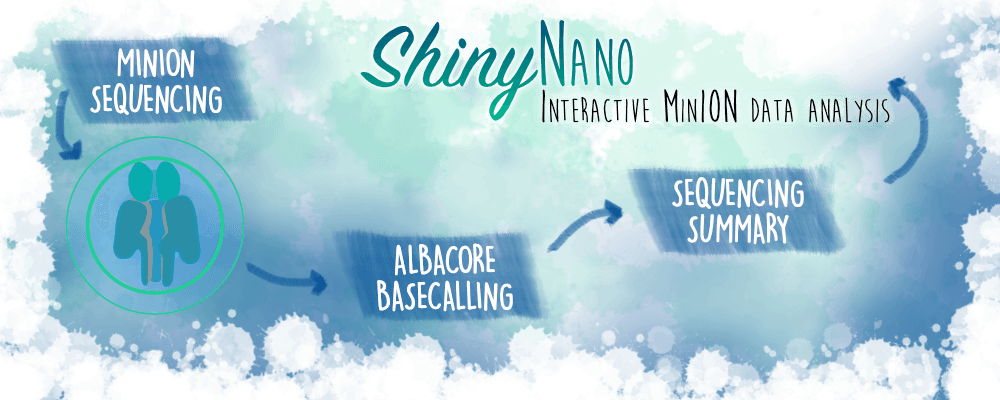 MINION
SEQUENCING
ShinyNANO
INTERACTIVE MINION DATA ANALYSIS
ALBACORE
BASECALLING
SEQUENCING
SUMMARY